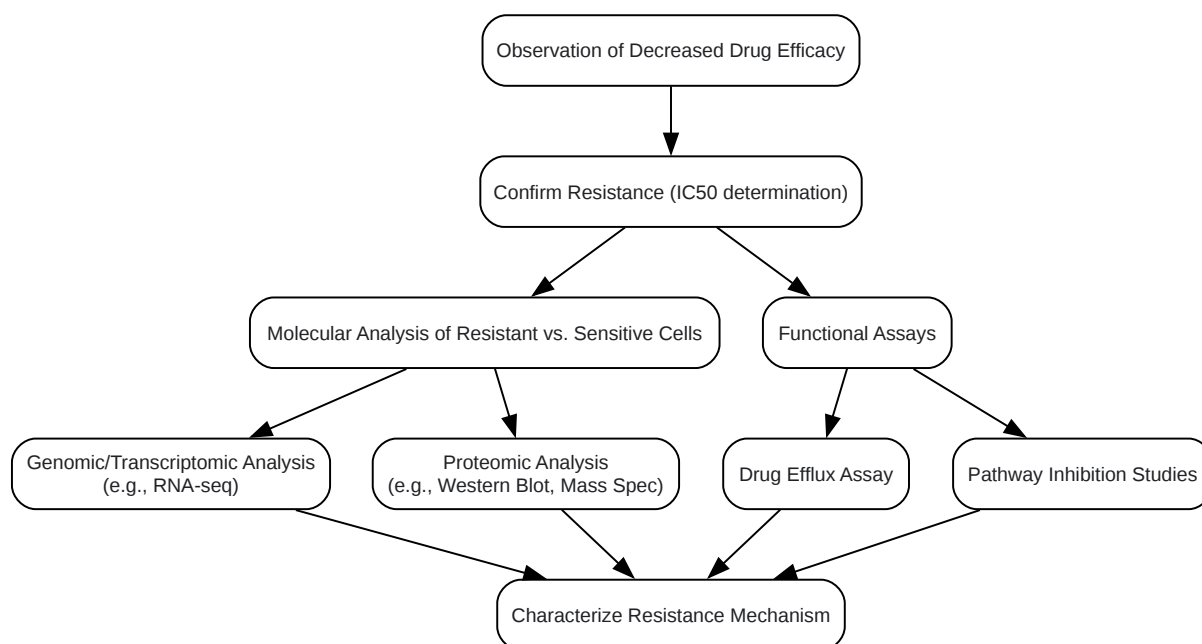 Observation of Decreased Drug Efficacy
Confirm Resistance (IC50 determination)
Molecular Analysis of Resistant vs. Sensitive Cells
Functional Assays
Genomic/Transcriptomic Analysis
(e.g., RNA-seq)
Proteomic Analysis
(e.g., Western Blot, Mass Spec)
Drug Efflux Assay
Pathway Inhibition Studies
Characterize Resistance Mechanism